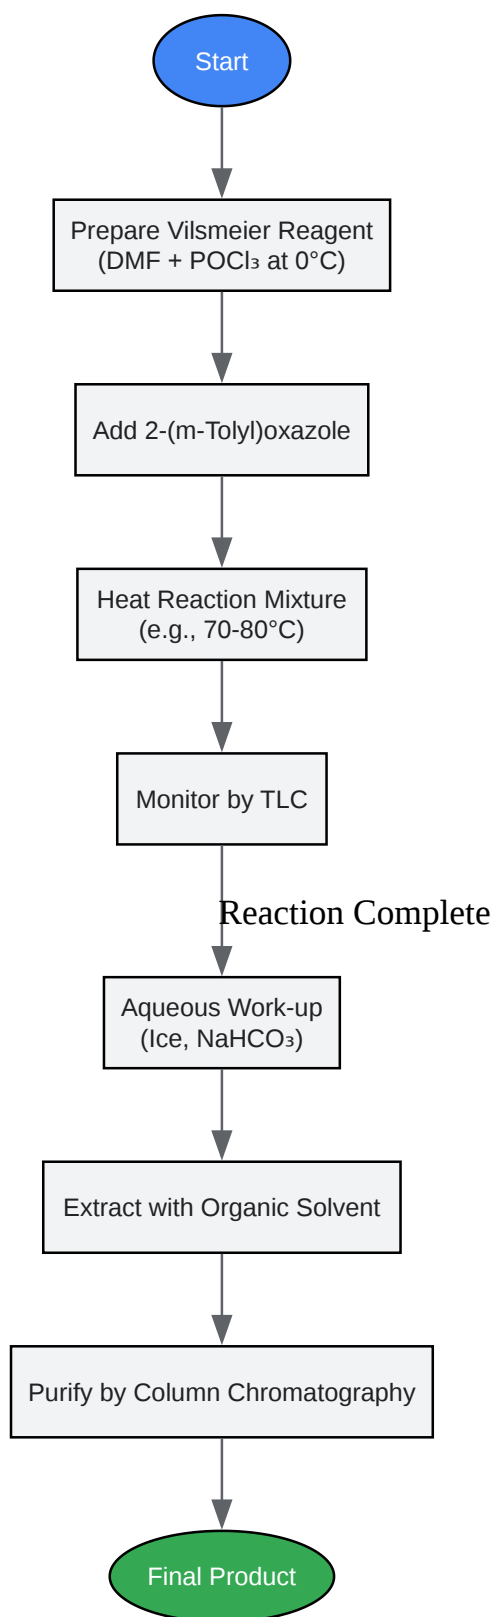 Start
Prepare Vilsmeier Reagent
(DMF + POCl₃ at 0°C)
Add 2-(m-Tolyl)oxazole
Heat Reaction Mixture
(e.g., 70-80°C)
Monitor by TLC
Reaction Complete
Aqueous Work-up
(Ice, NaHCO₃)
Extract with Organic Solvent
Purify by Column Chromatography
Final Product